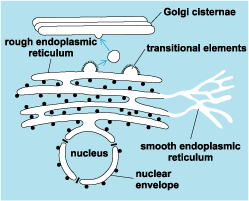 Golgi cisternae
rough endoplasmic
reticulum
transitional elements
smooth endoplasmic
reticulum
nucleus
nuclear
envelope